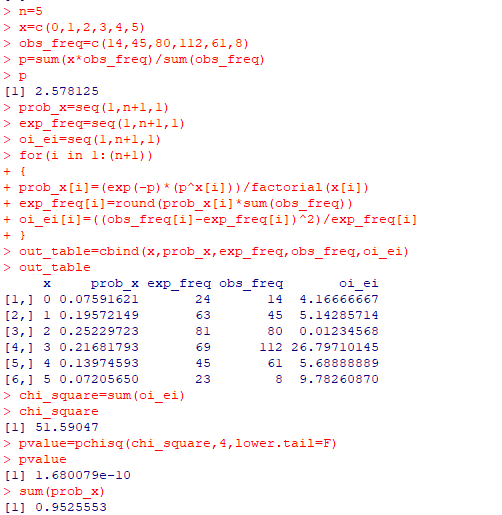 > n=5
> x=c(0,1,2,3,4,5)
> obs_freq=c(14,45,80,112,61,8)
> p=sum(x*obs_freq)/sum(obs_freq)
> p
[1] 2.578125
> prob_x=seq(1,n+1,1)
> exp_freq=seq(1,n+1,1)
> oi_ei=seq(1,n+1,1)
> for(i in 1:(n+1))
+ {
+ prob_x[i]=(exp(-p)*(p^x[i]))/factorial(x[i])
+ exp_freq[i]=round(prob_x[i]*sum(obs_freq))
+ oi_ei[i]=((obs_freq[i]-exp_freq[i])^2)/exp_freq[i]
+ }
> out_table=cbind(x,prob_x,exp_freq,obs_freq,oi_ei)
> out_table
x prob_x exp_freq obs_freq oi_ei
[1,] 0 0.07591621 24 14 4.16666667
[2,] 1 0.19572149 63 45 5.14285714
[3,] 2 0.25229723 81 80 0.01234568
[4,] 3 0.21681793 69 112 26.79710145
[5,] 4 0.13974593 45 61 5.68888889
[6,] 5 0.07205650 23 8 9.78260870
> chi_square=sum(oi_ei)
> chi_square
[1] 51.59047
> pvalue=pchisq(chi_square,4,lower.tail=F)
> pvalue
[1] 1.680079e-10
> sum(prob_x)
[1] 0.9525553